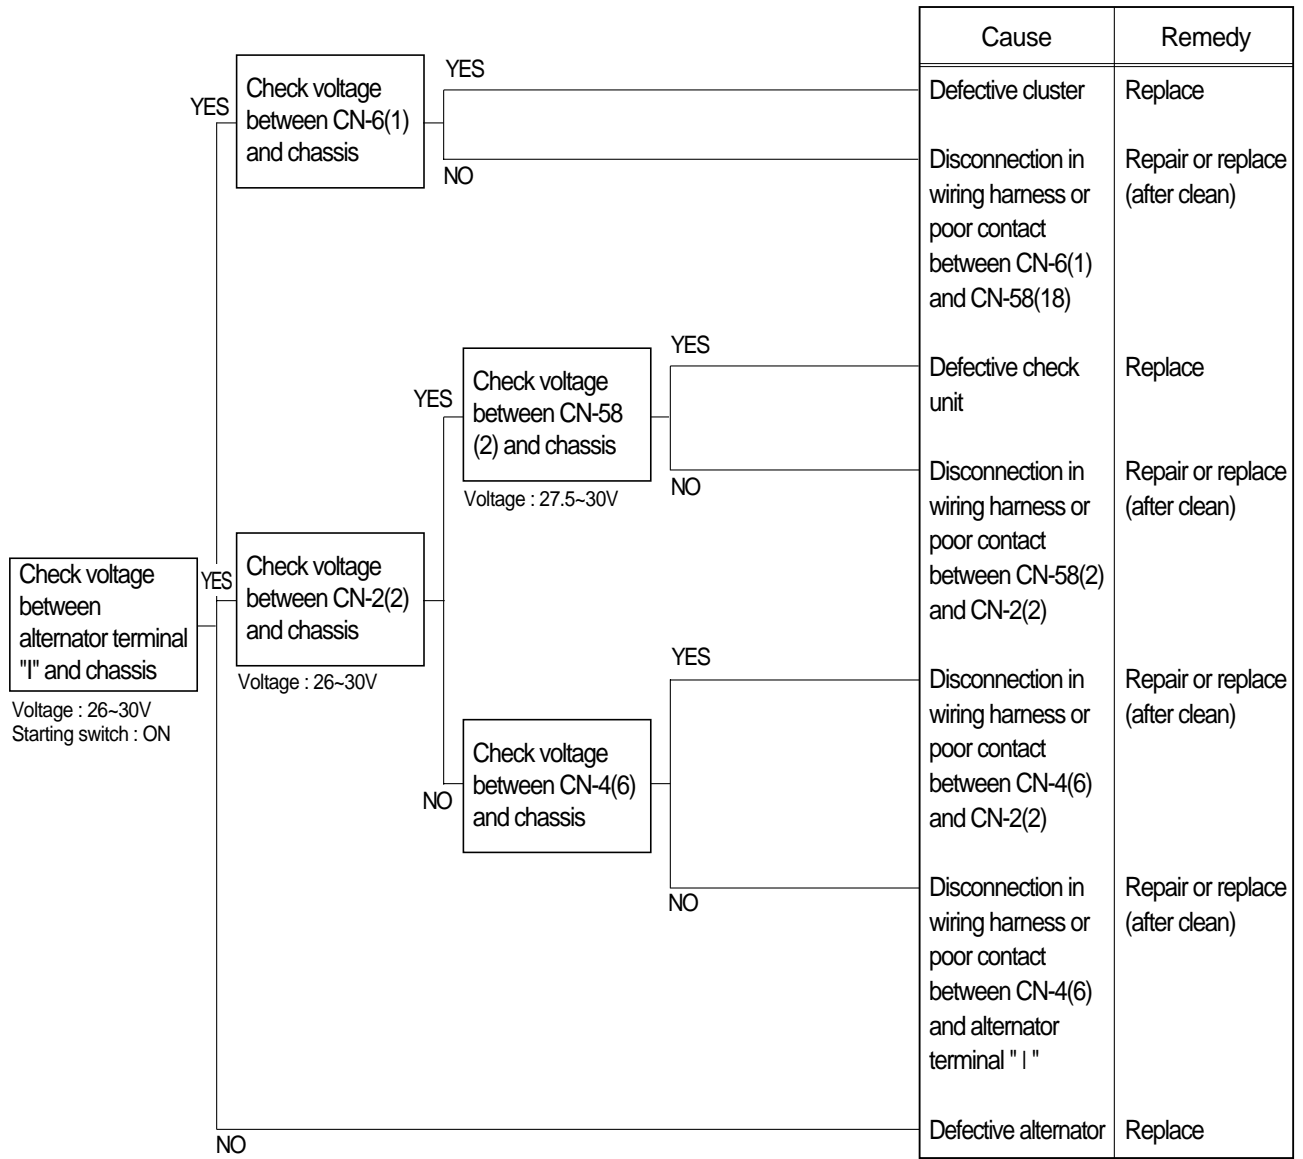 Cause
Remedy
YES
Check voltage
between CN-6(1)
and chassis
YES
NO
Defective cluster
Replace
Disconnection in
wiring harness or
poor contact
between CN-6(1)
and CN-58(18)
Repair or replace
(after clean)
YES
Check voltage
between CN-58
(2) and chassis
Voltage : 27.5~30V
YES
NO
Defective check
unit
Replace
Disconnection in
wiring harness or
poor contact
between CN-58(2)
and CN-2(2)
Repair or replace
(after clean)
Check voltage
between
alternator terminal
"I" and chassis
Voltage : 26~30V
Starting switch : ON
YES
Check voltage
between CN-2(2)
and chassis
Voltage : 26~30V
NO
Check voltage
between CN-4(6)
and chassis
YES
NO
Disconnection in
wiring harness or
poor contact
between CN-4(6)
and CN-2(2)
Repair or replace
(after clean)
Disconnection in
wiring harness or
poor contact
between CN-4(6)
and alternator
terminal " I "
Repair or replace
(after clean)
NO
Defective alternator
Replace